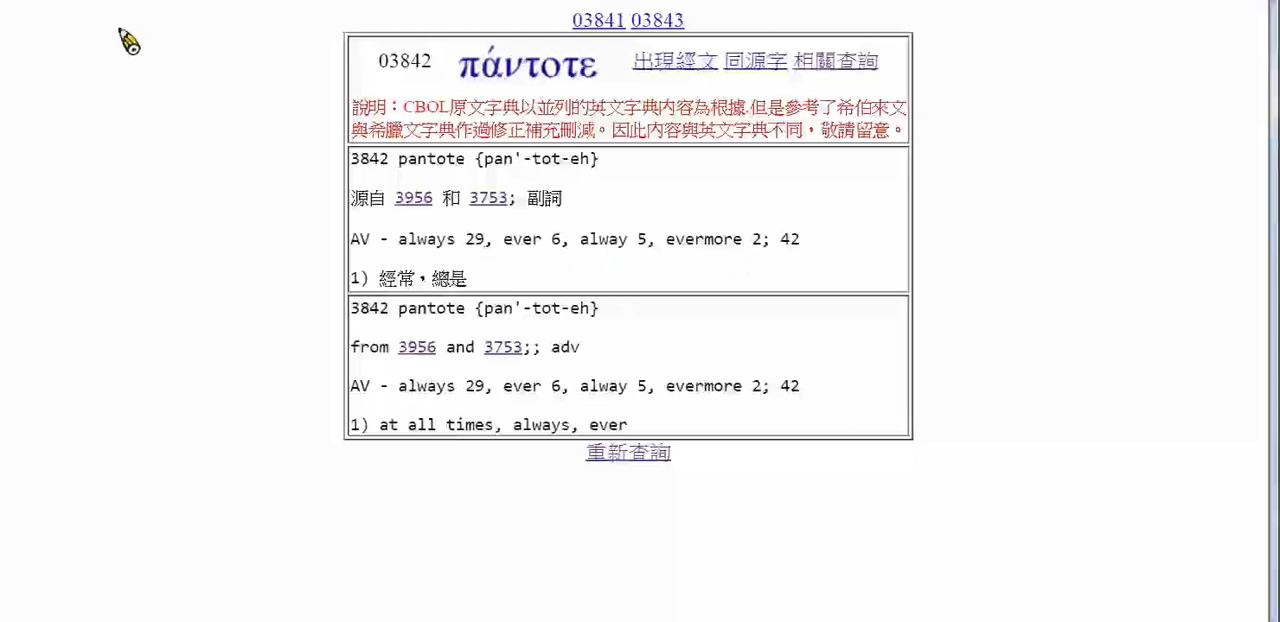 03841 03843
03842 πάντοτε 出現經文 同源字 相關查詢
說明：CBOL原文字典以並列的英文字典內容為根據.但是參考了希伯來文
與希臘文字典作過修正補充刪減。因此內容與英文字典不同，敬請留意。
3842 pantote {pan'-tot-eh}
源自 3956 和 3753; 副詞
AV - always 29, ever 6, alway 5, evermore 2; 42
1) 經常，總是
3842 pantote {pan'-tot-eh}
from 3956 and 3753;; adv
AV - always 29, ever 6, alway 5, evermore 2; 42
1) at all times, always, ever
重新查詢